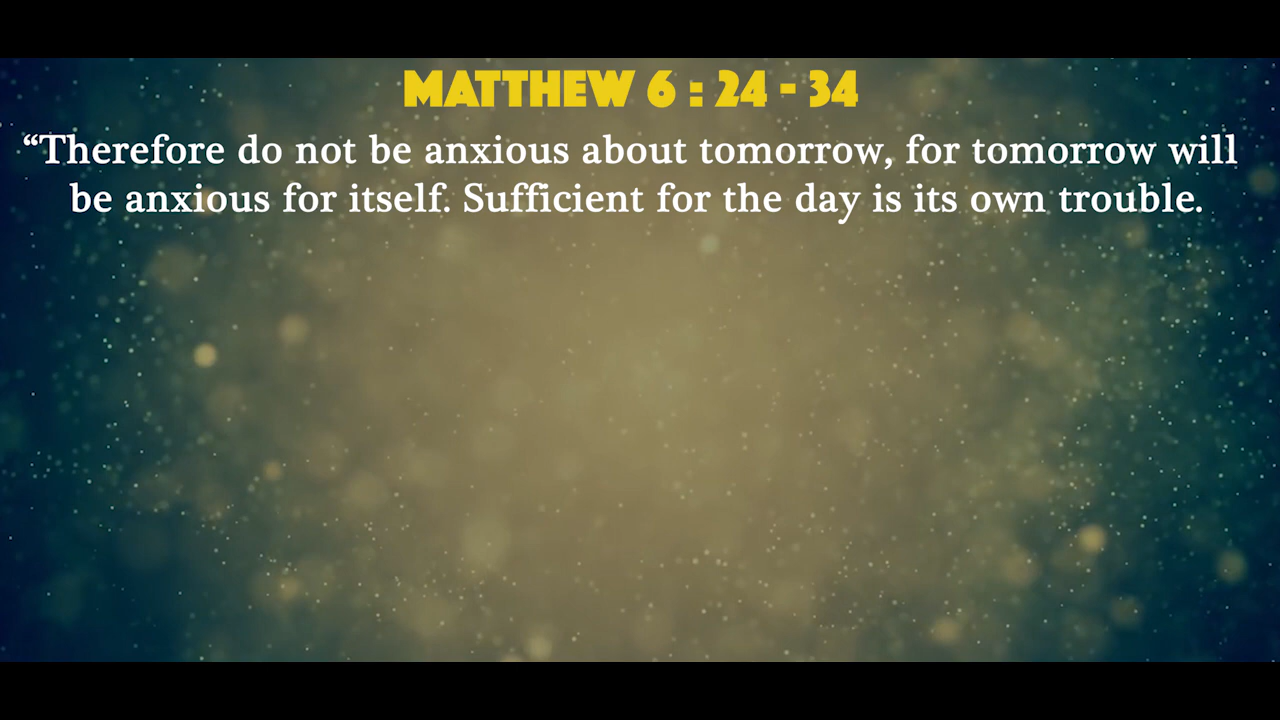 MATTHEW 6 : 24 - 34
“Therefore do not be anxious about tomorrow, for tomorrow will
be anxious for itself. Sufficient for the day is its own trouble.